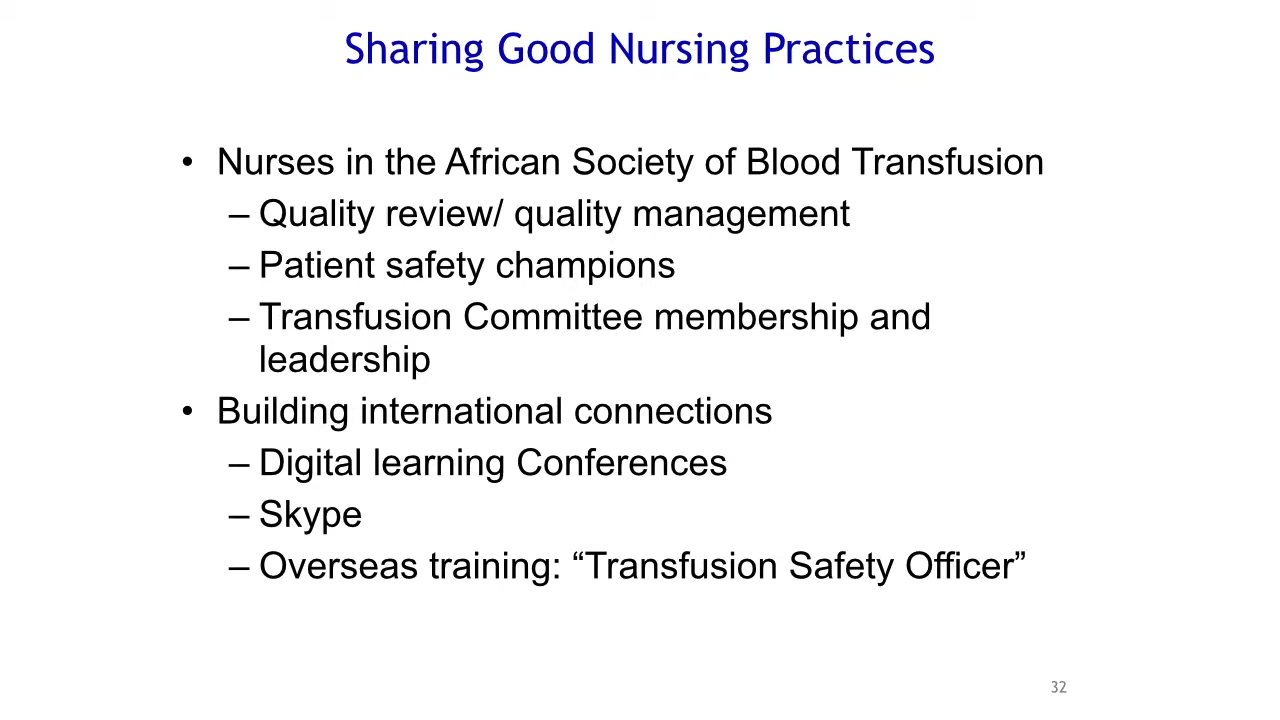 Sharing Good Nursing Practices
• Nurses in the African Society of Blood Transfusion
– Quality review/ quality management
– Patient safety champions
– Transfusion Committee membership and
leadership
• Building international connections
– Digital learning Conferences
– Skype
– Overseas training: “Transfusion Safety Officer”
32